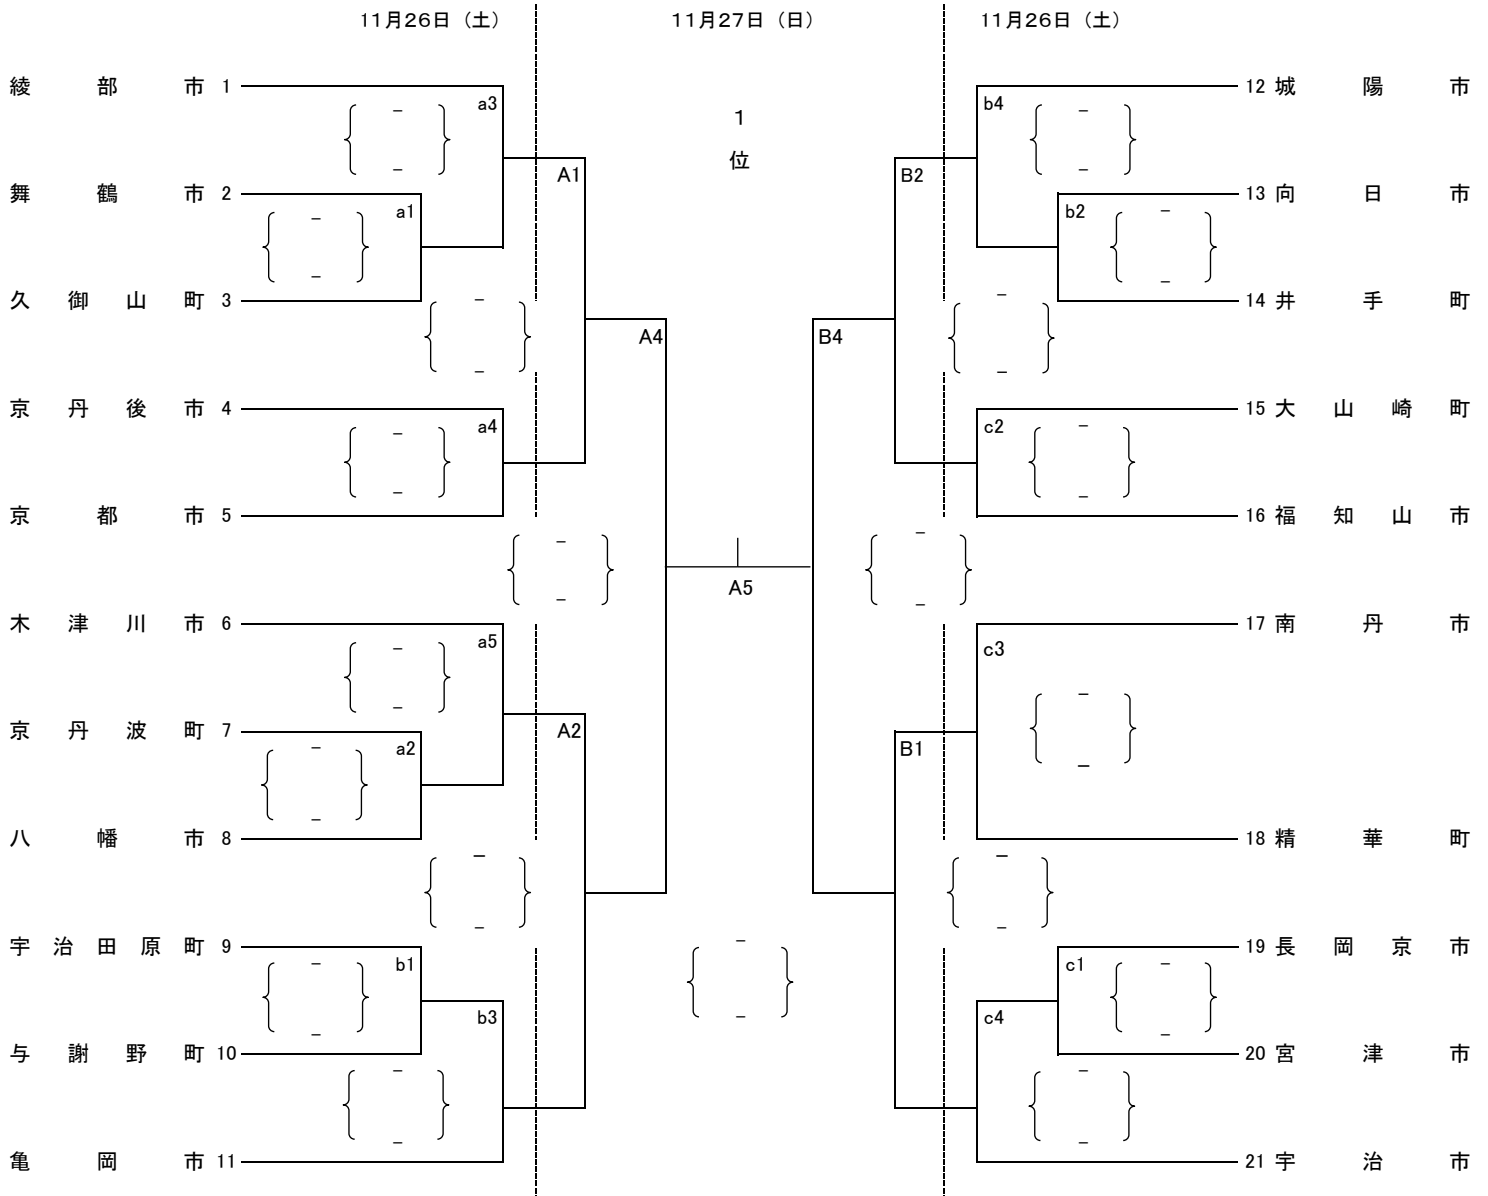 11月26日（土） 11月27日（日） 11月26日（土）
綾部市 1 12 城陽市
a3 b4
1
位
A1 B2
舞鶴市 2 13 向日市
a1 b2
久御山町 3 14 井手町
A4 B4
京丹後市 4 15 大山崎町
a4 c2
京都市 5 16 福知山市
A5
木津川市 6 17 南丹市
a5 c3
京丹波町 7
A2
a2 B1
八幡市 8 18 精華町
宇治田原町 9 19 長岡京市
b1 c1
b3 c4
与謝野町 10 20 宮津市
亀岡市 11 21 宇治市